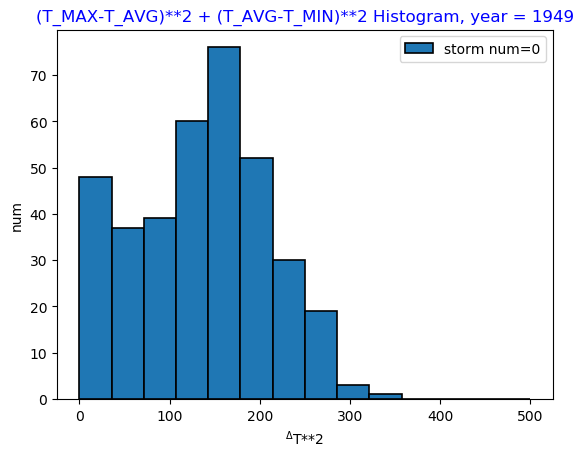 (T_MAX-T_AVG)**2 + (T_AVG-T_MIN)**2 Histogram, year = 1949
storm num=0
70
60
50
40
30
20
10
0
num
0 100 200 300 400 500
ΔT**2